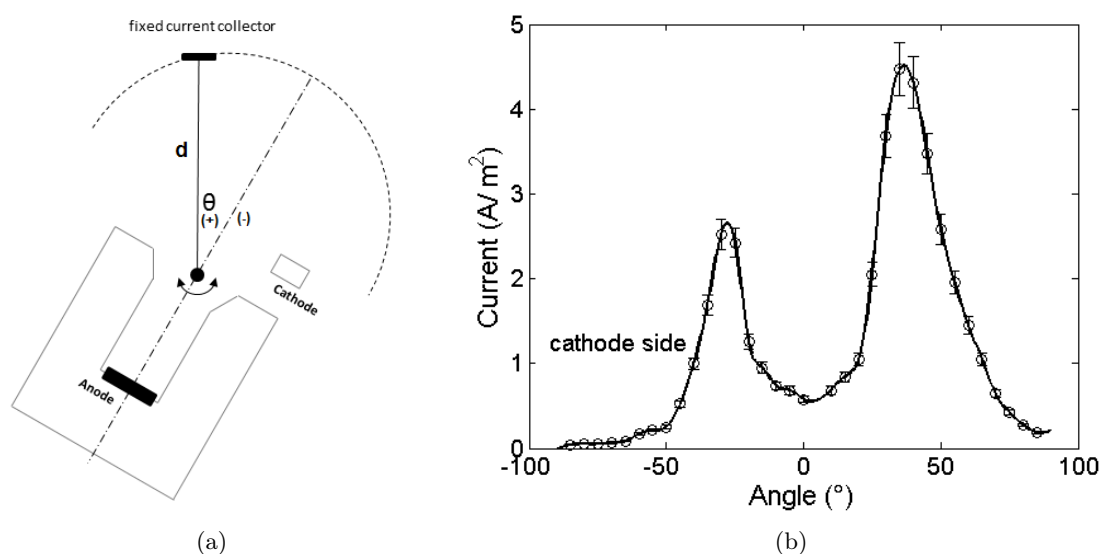 fixed current collector
d
θ
(+)
(-)
Cathode
Anode
(a)
5
4
3
2
1
0
Current (A/m²)
cathode side
-100
-50
0
50
100
Angle (°)
(b)